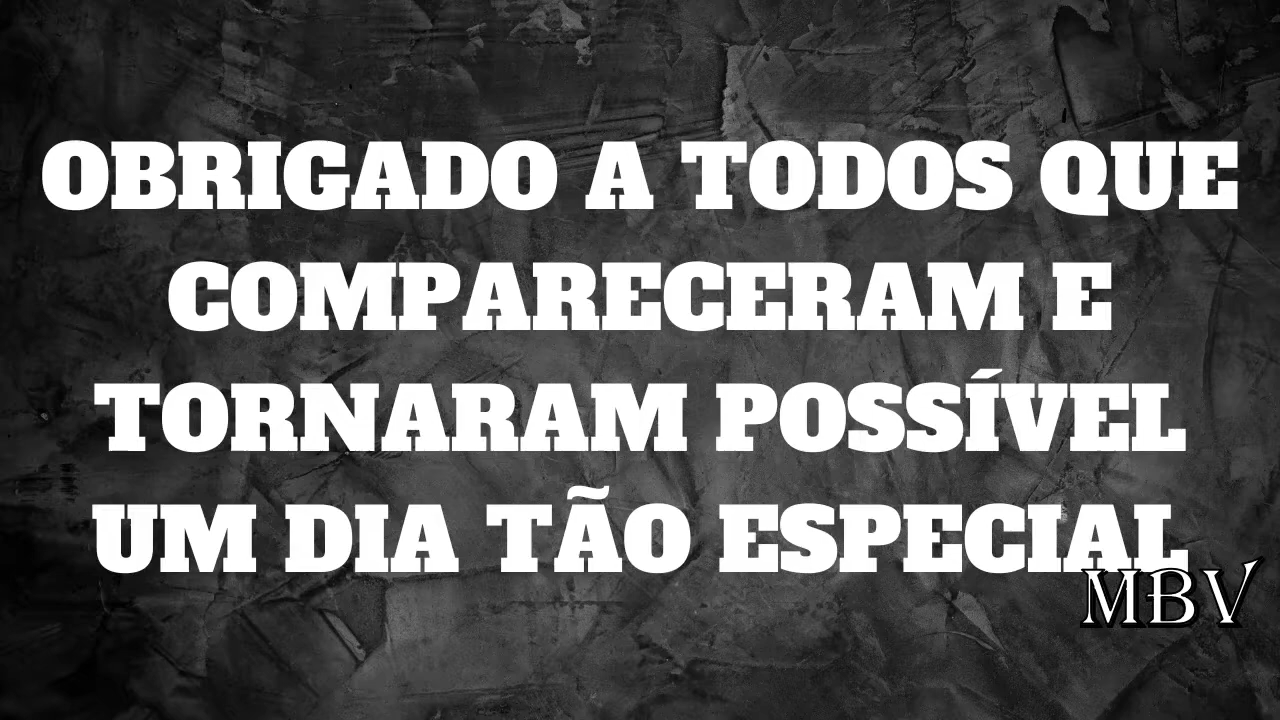 OBRIGADO A TODOS QUE
COMPARECERAM E
TORNARAM POSSÍVEL
UM DIA TÃO ESPECIAL
MBV